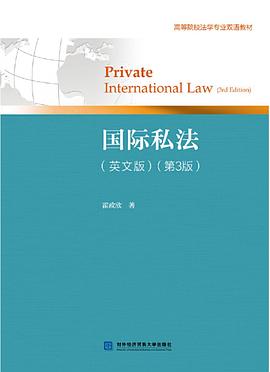 高等院校法学专业双语教材
Private
International Law (3rd Edition)
国际私法
（英文版）（第3版）
霍政欣 著
对外经济贸易大学出版社